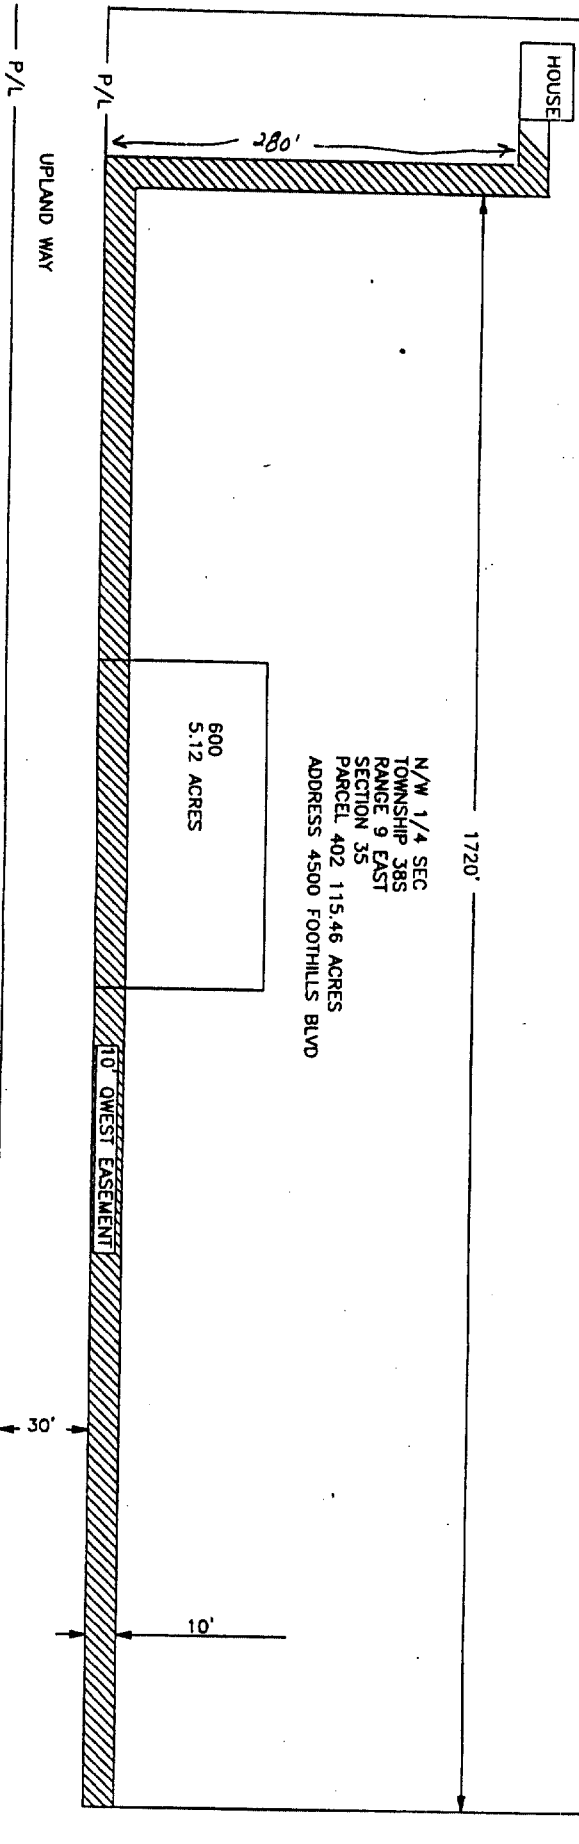 HOUSE
280'
P/L
P/L
UPLAND WAY
1720'
N/W 1/4 SEC
TOWNSHIP 38S
RANGE 9 EAST
SECTION 35
PARCEL 402 115.46 ACRES
ADDRESS 4500 FOOTHILLS BLVD
600
5.12 ACRES
10' QWEST EASEMENT
30'
10'